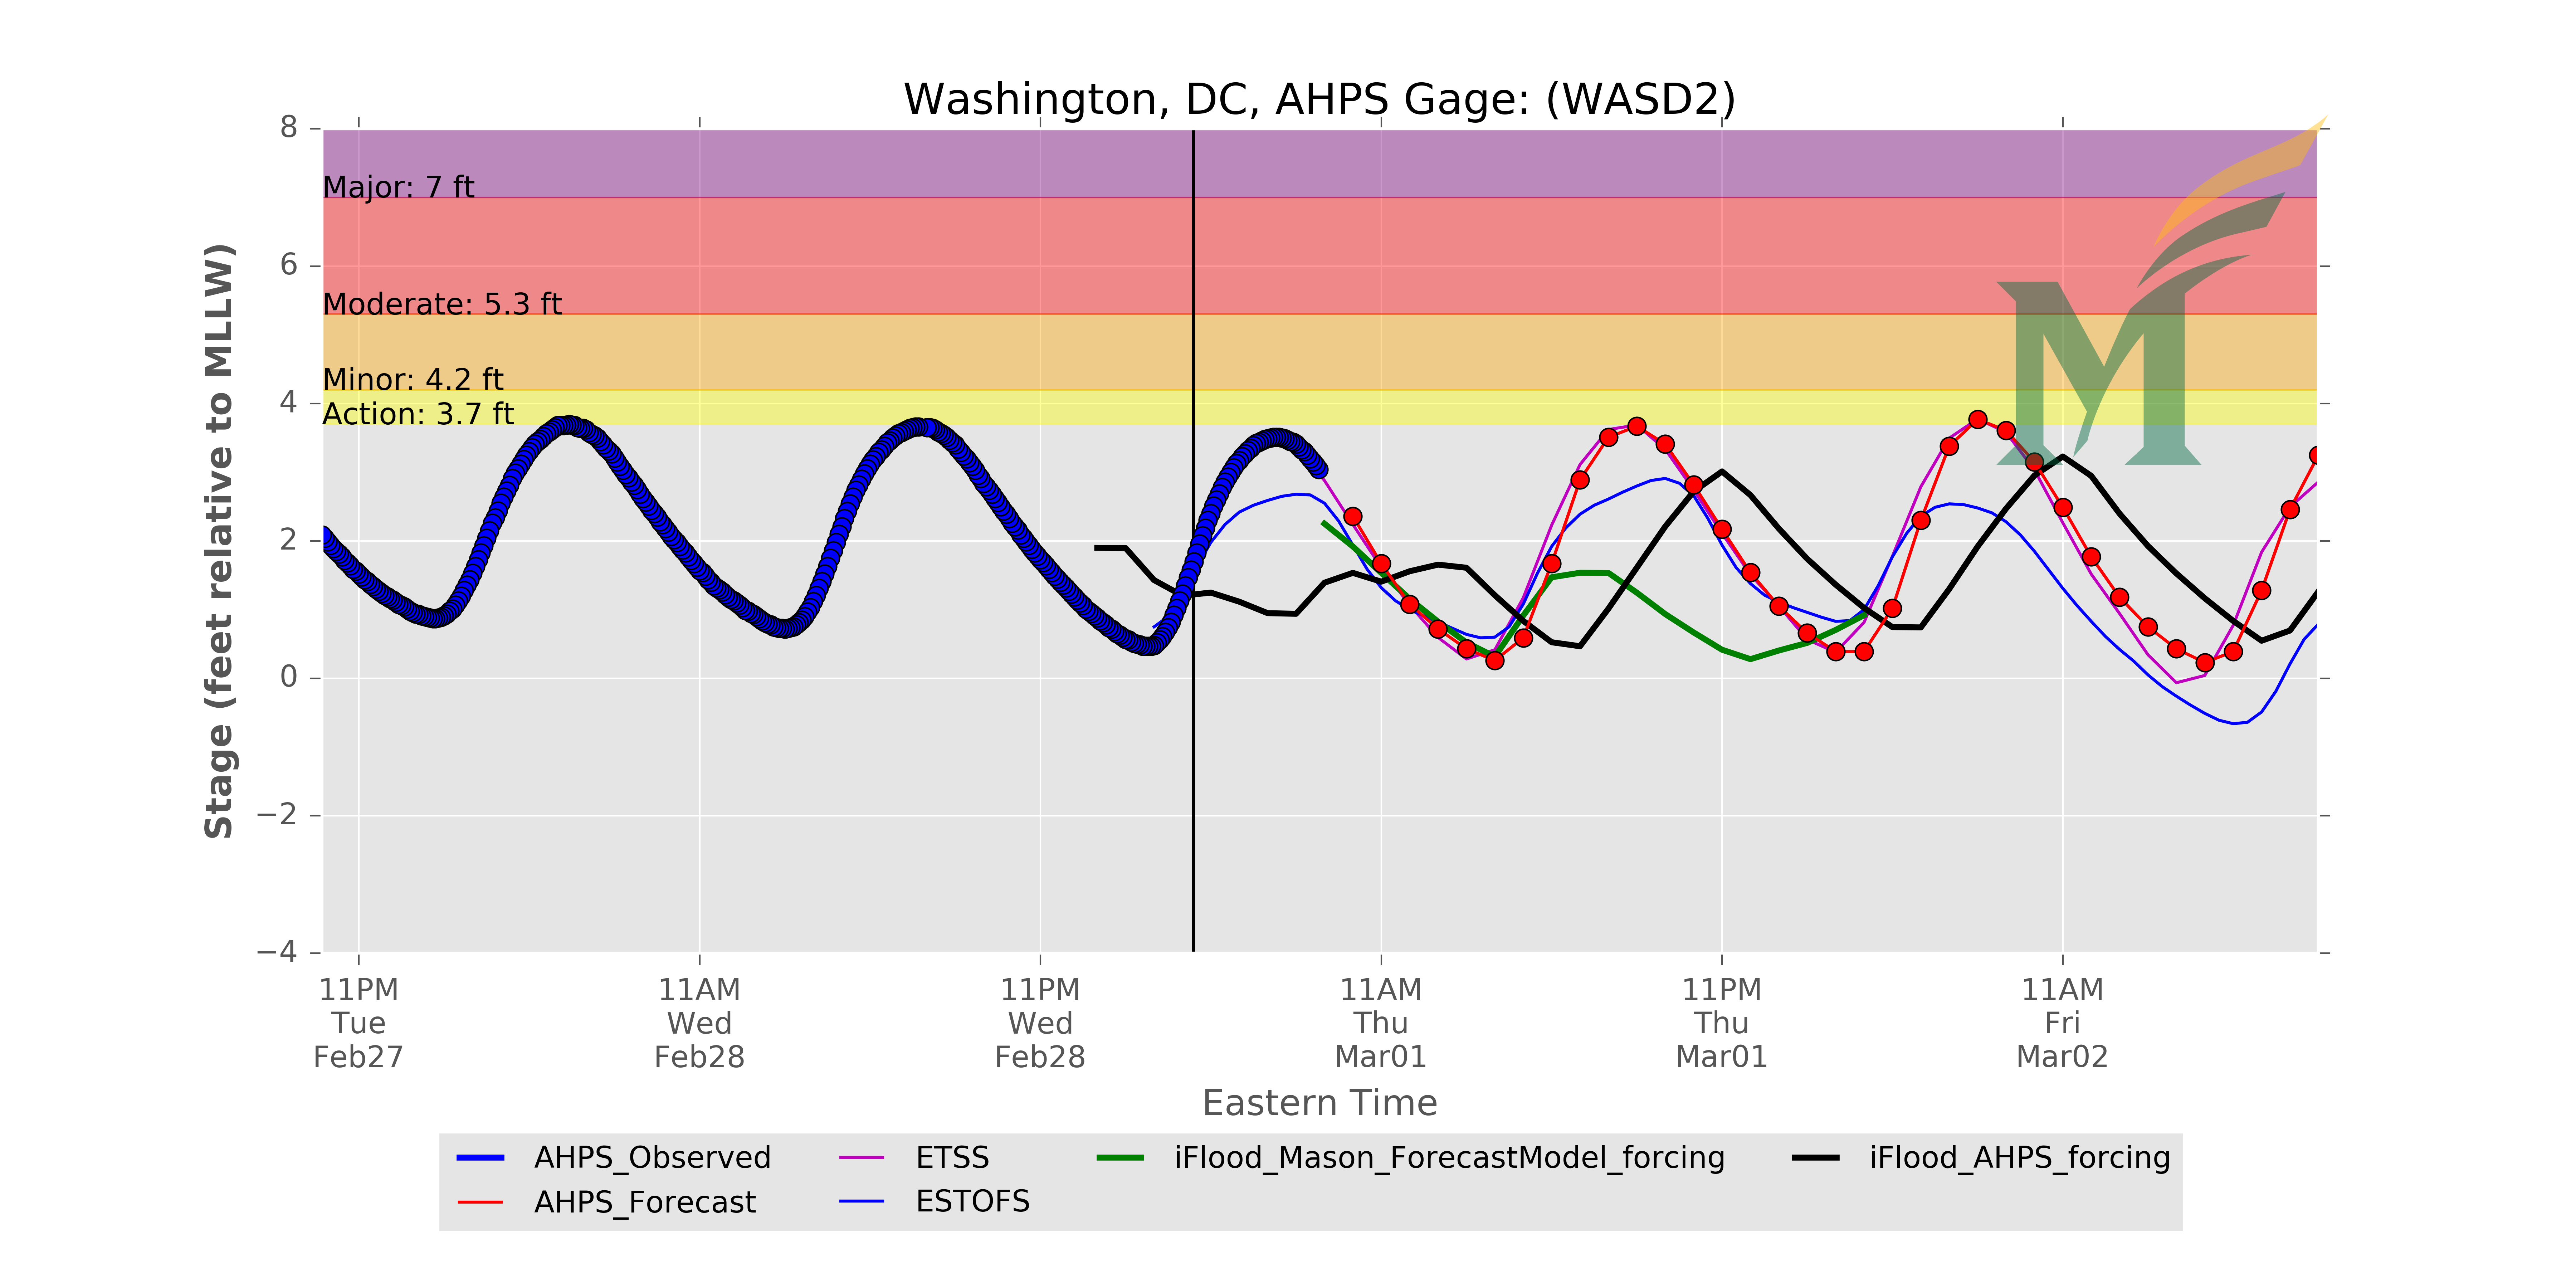 Washington, DC, AHPS Gage: (WASD2)
8
Major: 7 ft
6
Moderate: 5.3 ft
Minor: 4.2 ft
4
Action: 3.7 ft
2
0
−2
−4
Stage (feet relative to MLLW)
11PM 11AM 11PM 11AM 11PM 11AM
Tue Wed Wed Thu Thu Fri
Feb27 Feb28 Feb28 Mar01 Mar01 Mar02
Eastern Time
AHPS_Observed ETSS iFlood_Mason_ForecastModel_forcing iFlood_AHPS_forcing
AHPS_Forecast ESTOFS
M